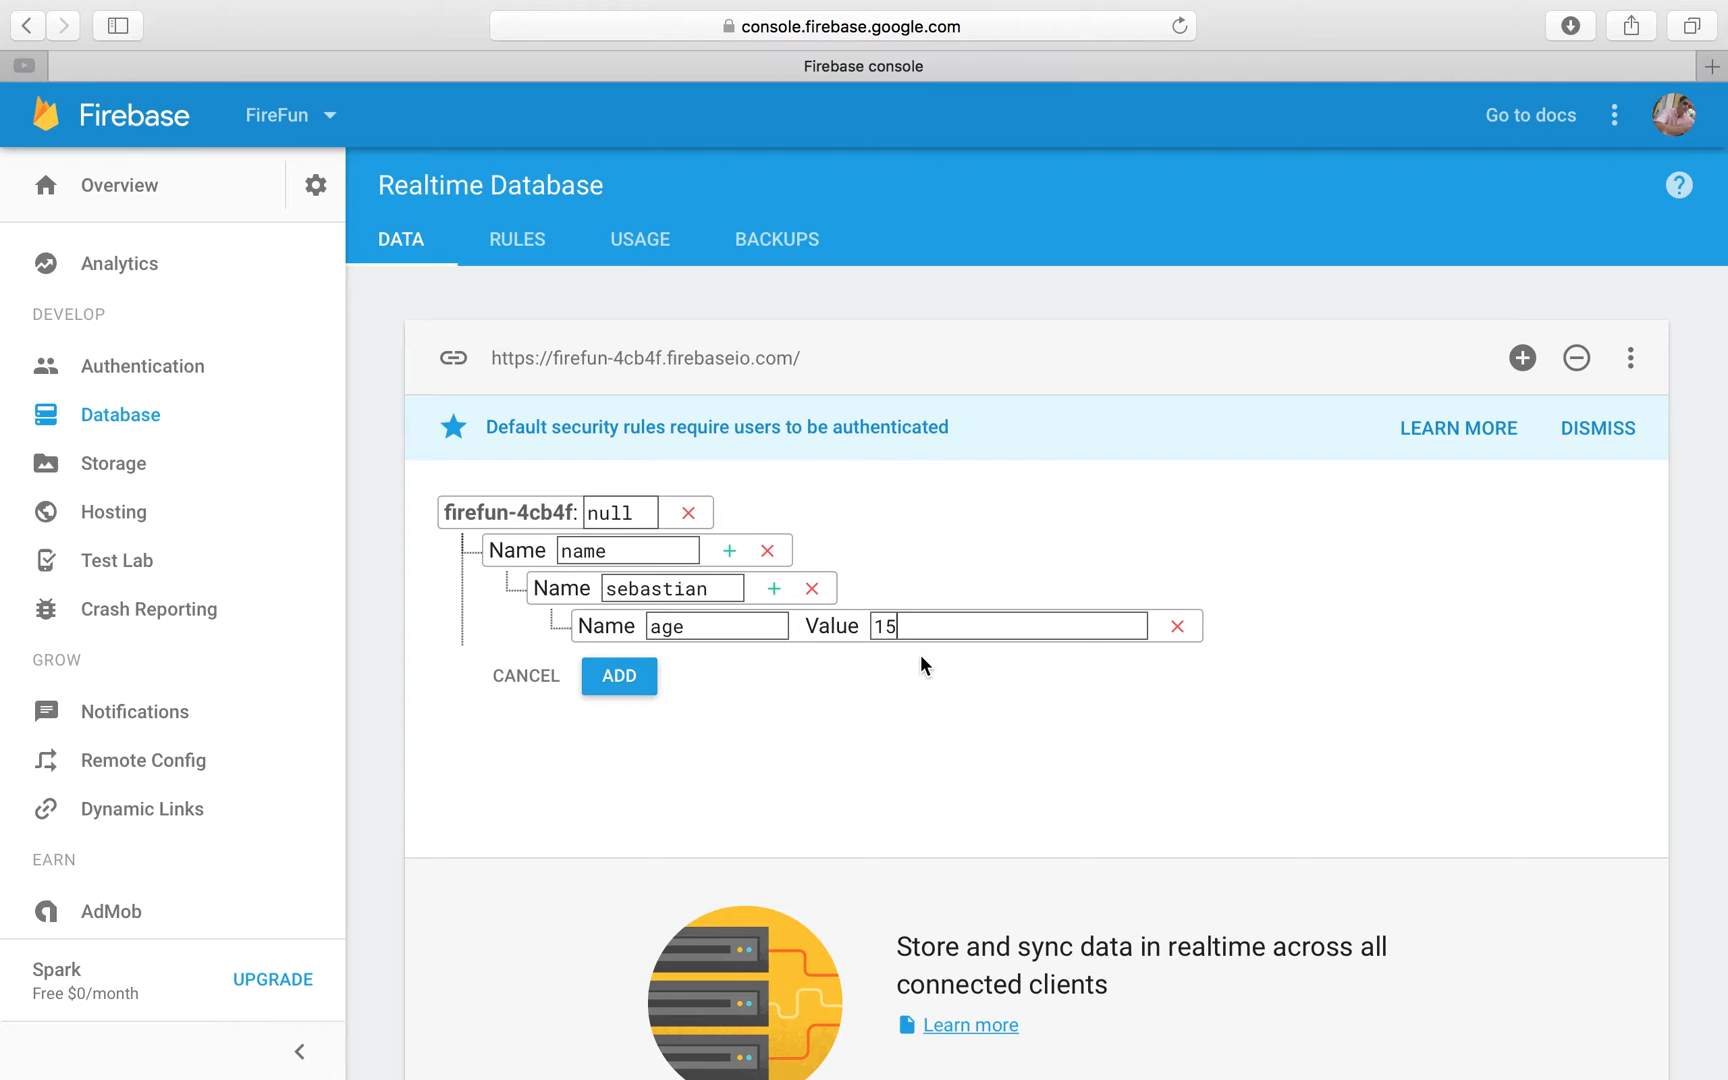 console.firebase.google.com
Firebase console
Firebase FireFun Go to docs
Overview
Analytics
DEVELOP
Authentication
Database
Storage
Hosting
Test Lab
Crash Reporting
GROW
Notifications
Remote Config
Dynamic Links
EARN
AdMob
Spark
Free $0/month
UPGRADE
Realtime Database
DATA RULES USAGE BACKUPS
https://firefun-4cb4f.firebaseio.com/
Default security rules require users to be authenticated LEARN MORE DISMISS
firefun-4cb4f: null
Name name
Name sebastian
Name age Value 15
CANCEL ADD
Store and sync data in realtime across all
connected clients
Learn more